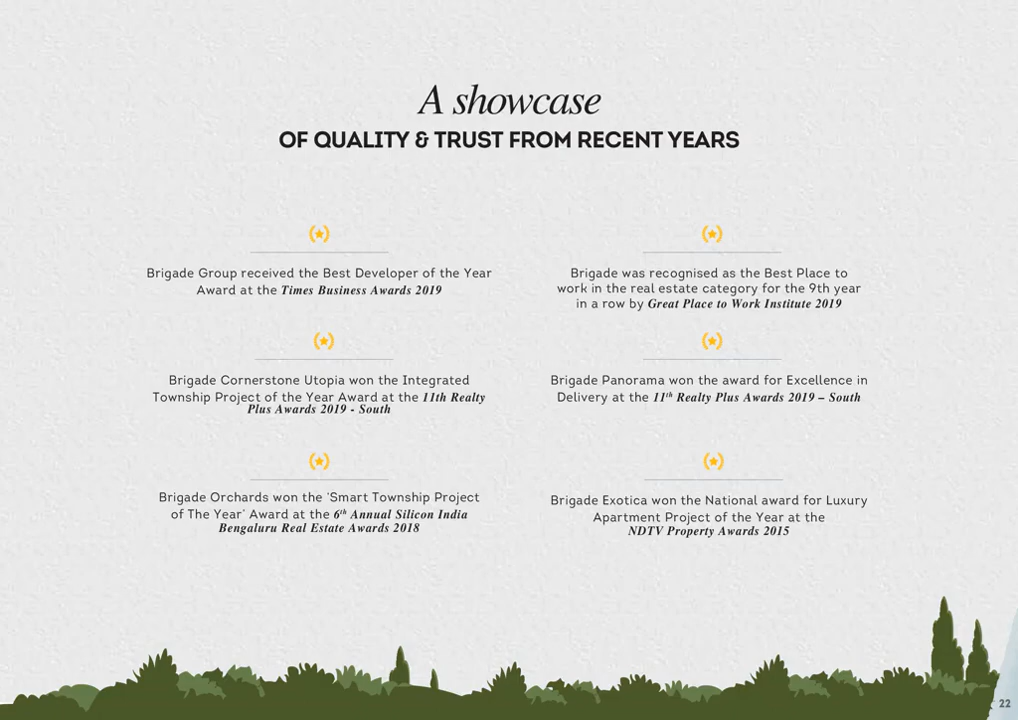 A showcase
OF QUALITY & TRUST FROM RECENT YEARS
Brigade Group received the Best Developer of the Year
Award at the Times Business Awards 2019
Brigade was recognised as the Best Place to
work in the real estate category for the 9th year
in a row by Great Place to Work Institute 2019
Brigade Cornerstone Utopia won the Integrated
Township Project of the Year Award at the 11th Realty
Plus Awards 2019 - South
Brigade Panorama won the award for Excellence in
Delivery at the 11th Realty Plus Awards 2019 – South
Brigade Orchards won the 'Smart Township Project
of The Year' Award at the 6th Annual Silicon India
Bengaluru Real Estate Awards 2018
Brigade Exotica won the National award for Luxury
Apartment Project of the Year at the
NDTV Property Awards 2015
22